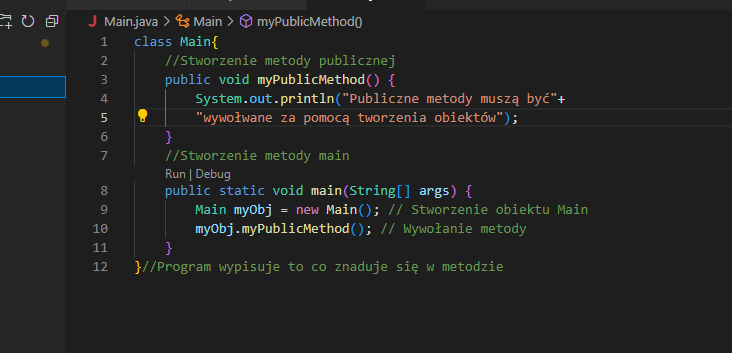 Main.java > Main > myPublicMethod()
1 class Main{
2 //Stworzenie metody publicznej
3 public void myPublicMethod() {
4 System.out.println("Publiczne metody muszą być"+
5 "wywołwane za pomocą tworzenia obiektów");
6 }
7 //Stworzenie metody main
Run | Debug
8 public static void main(String[] args) {
9 Main myObj = new Main(); // Stworzenie obiektu Main
10 myObj.myPublicMethod(); // Wywołanie metody
11 }
12 }//Program wypisuje to co znaduje się w metodzie